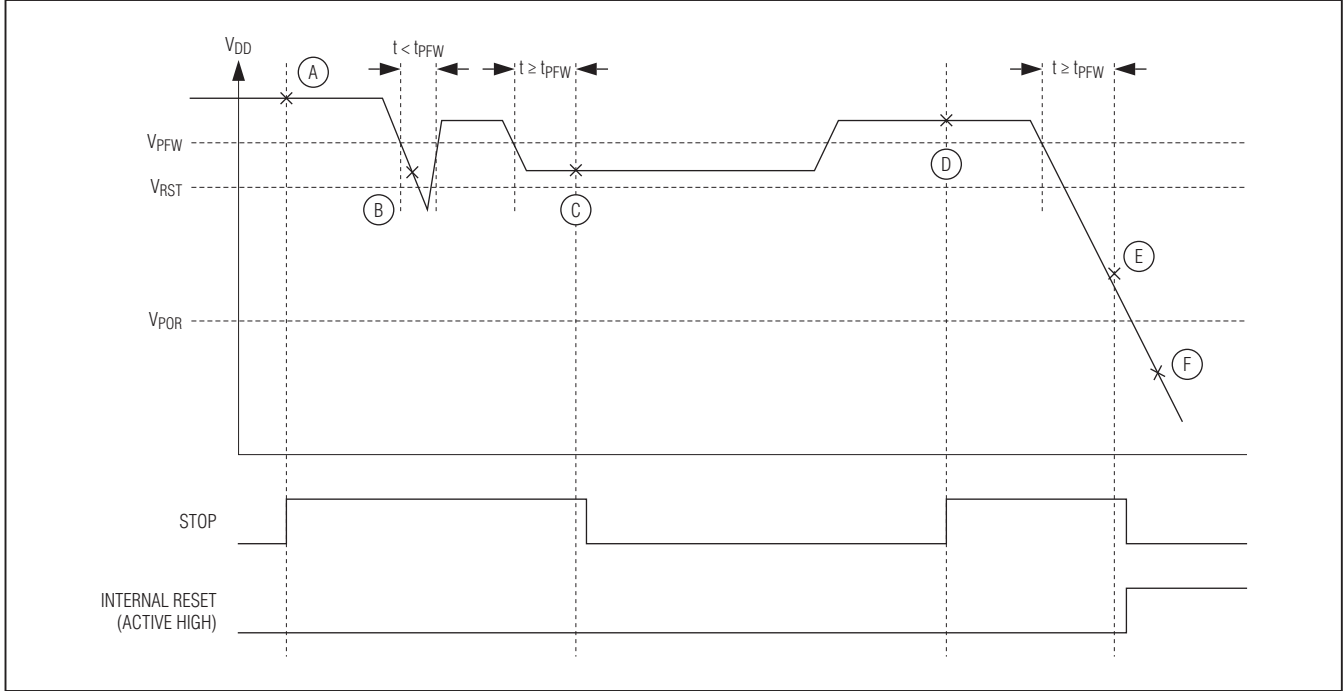 VDD
t < tPFW
A
t ≥ tPFW
t ≥ tPFW
VPFW
D
VRST
B
C
E
VPOR
F
STOP
INTERNAL RESET
(ACTIVE HIGH)